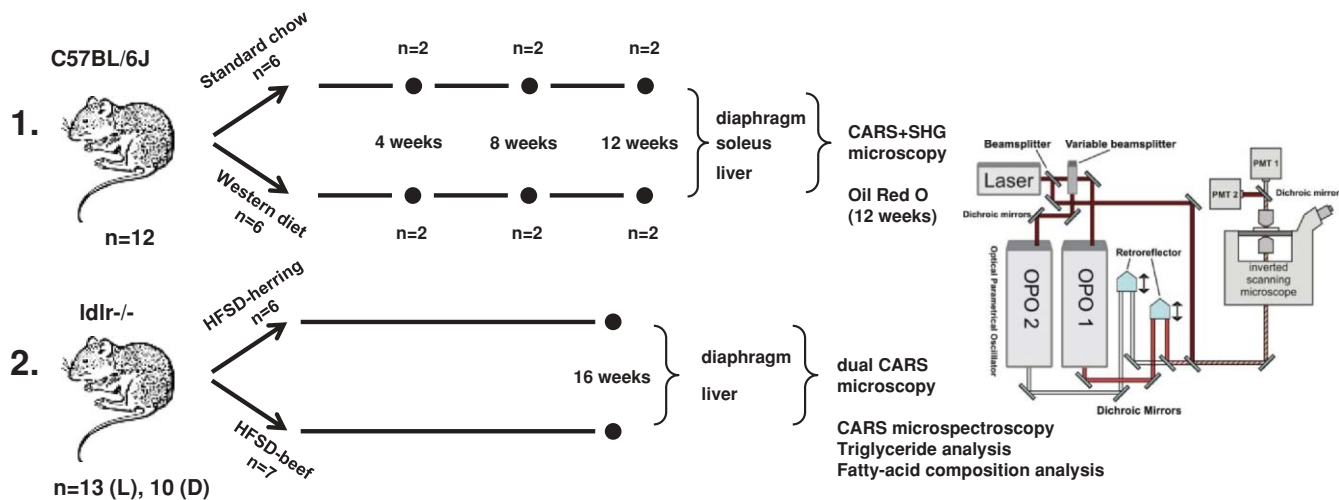 1.
C57BL/6J
n=12
Standard chow
n=6
Western diet
n=6
n=2
n=2
n=2
4 weeks
8 weeks
12 weeks
n=2
n=2
n=2
diaphragm
soleus
liver
CARS+SHG
microscopy
Oil Red O
(12 weeks)
2.
ldlr-/-
n=13 (L), 10 (D)
HFSD-herring
n=6
HFSD-beef
n=7
16 weeks
diaphragm
liver
dual CARS
microscopy
CARS microspectroscopy
Triglyceride analysis
Fatty-acid composition analysis
Beamsplitter
Variable beamsplitter
Laser
Dichroic mirrors
Optical Parametrical Oscillator
OPO 2
OPO 1
Retroreflector
Dichroic Mirrors
PMT 1
PMT 2
Dichroic mirror
inverted
scanning
microscope